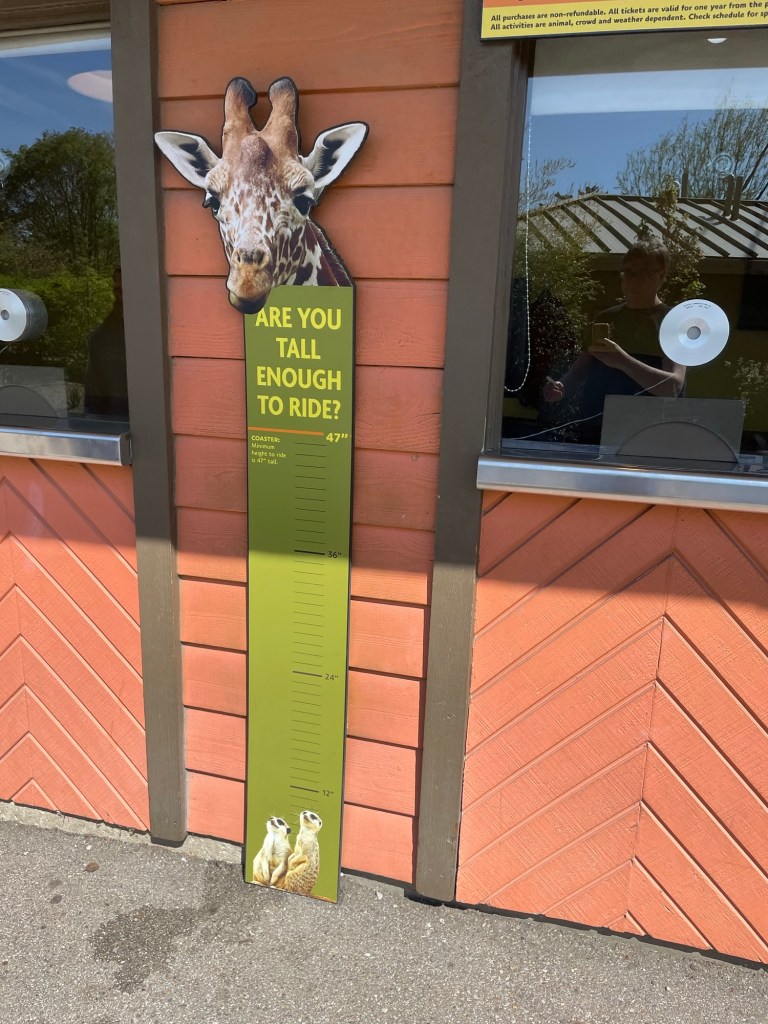 All purchases are non-refundable. All tickets are valid for one year from the
All activities are animal, crowd and weather dependent. Check schedule for
ARE YOU
TALL
ENOUGH
TO RIDE?
47"
COASTER:
Minimum
height to ride
is 47" tall.
36"
24"
12"